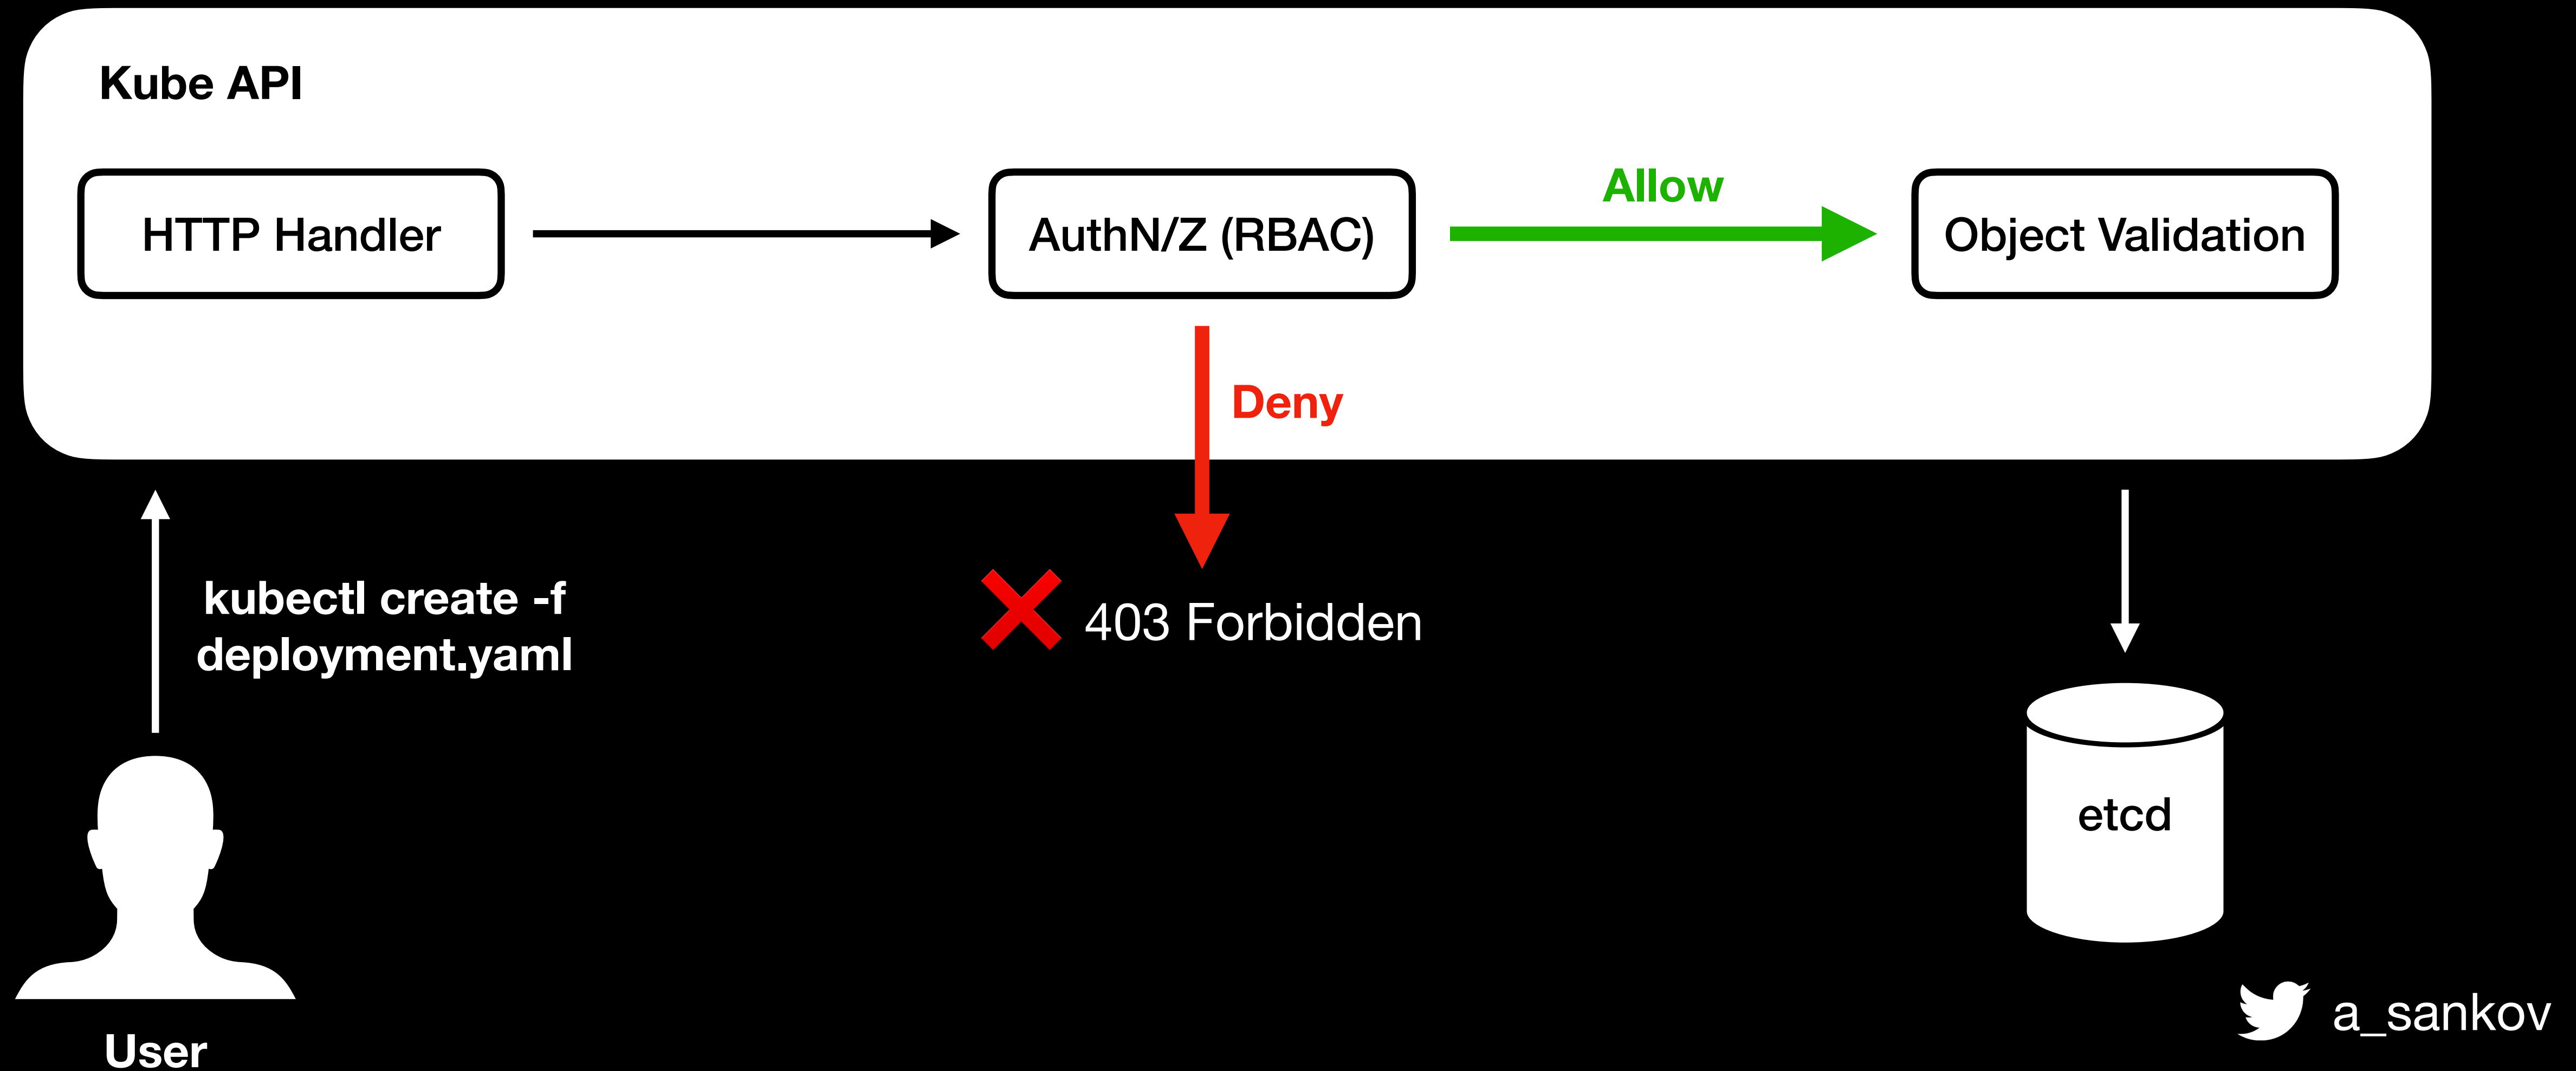 Kube API
HTTP Handler
AuthN/Z (RBAC)
Allow
Object Validation
Deny
kubectl create -f
deployment.yaml
403 Forbidden
etcd
User
a_sankov